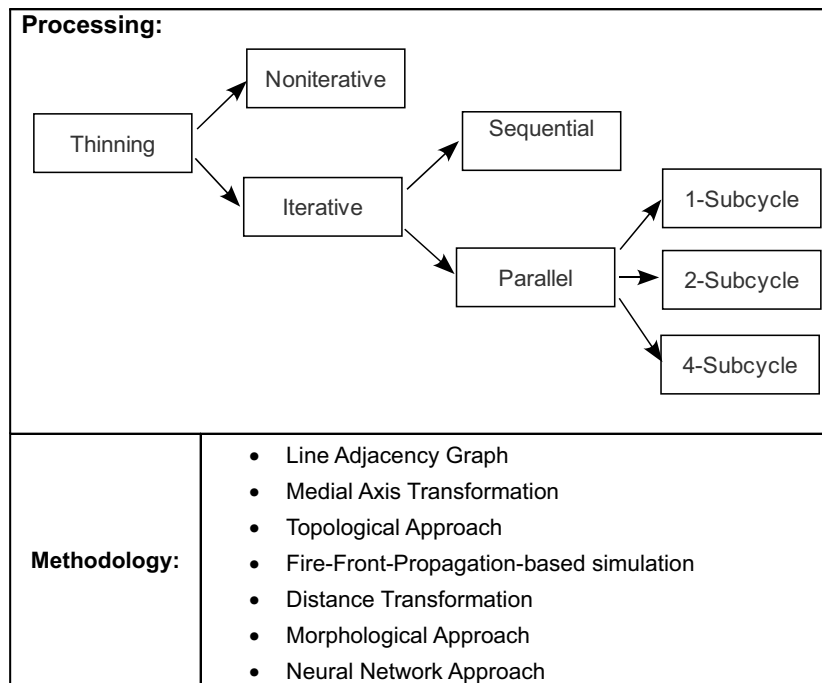 Processing:
Noniterative
Thinning
Sequential
Iterative
1-Subcycle
Parallel
2-Subcycle
4-Subcycle
Methodology:
• Line Adjacency Graph
• Medial Axis Transformation
• Topological Approach
• Fire-Front-Propagation-based simulation
• Distance Transformation
• Morphological Approach
• Neural Network Approach